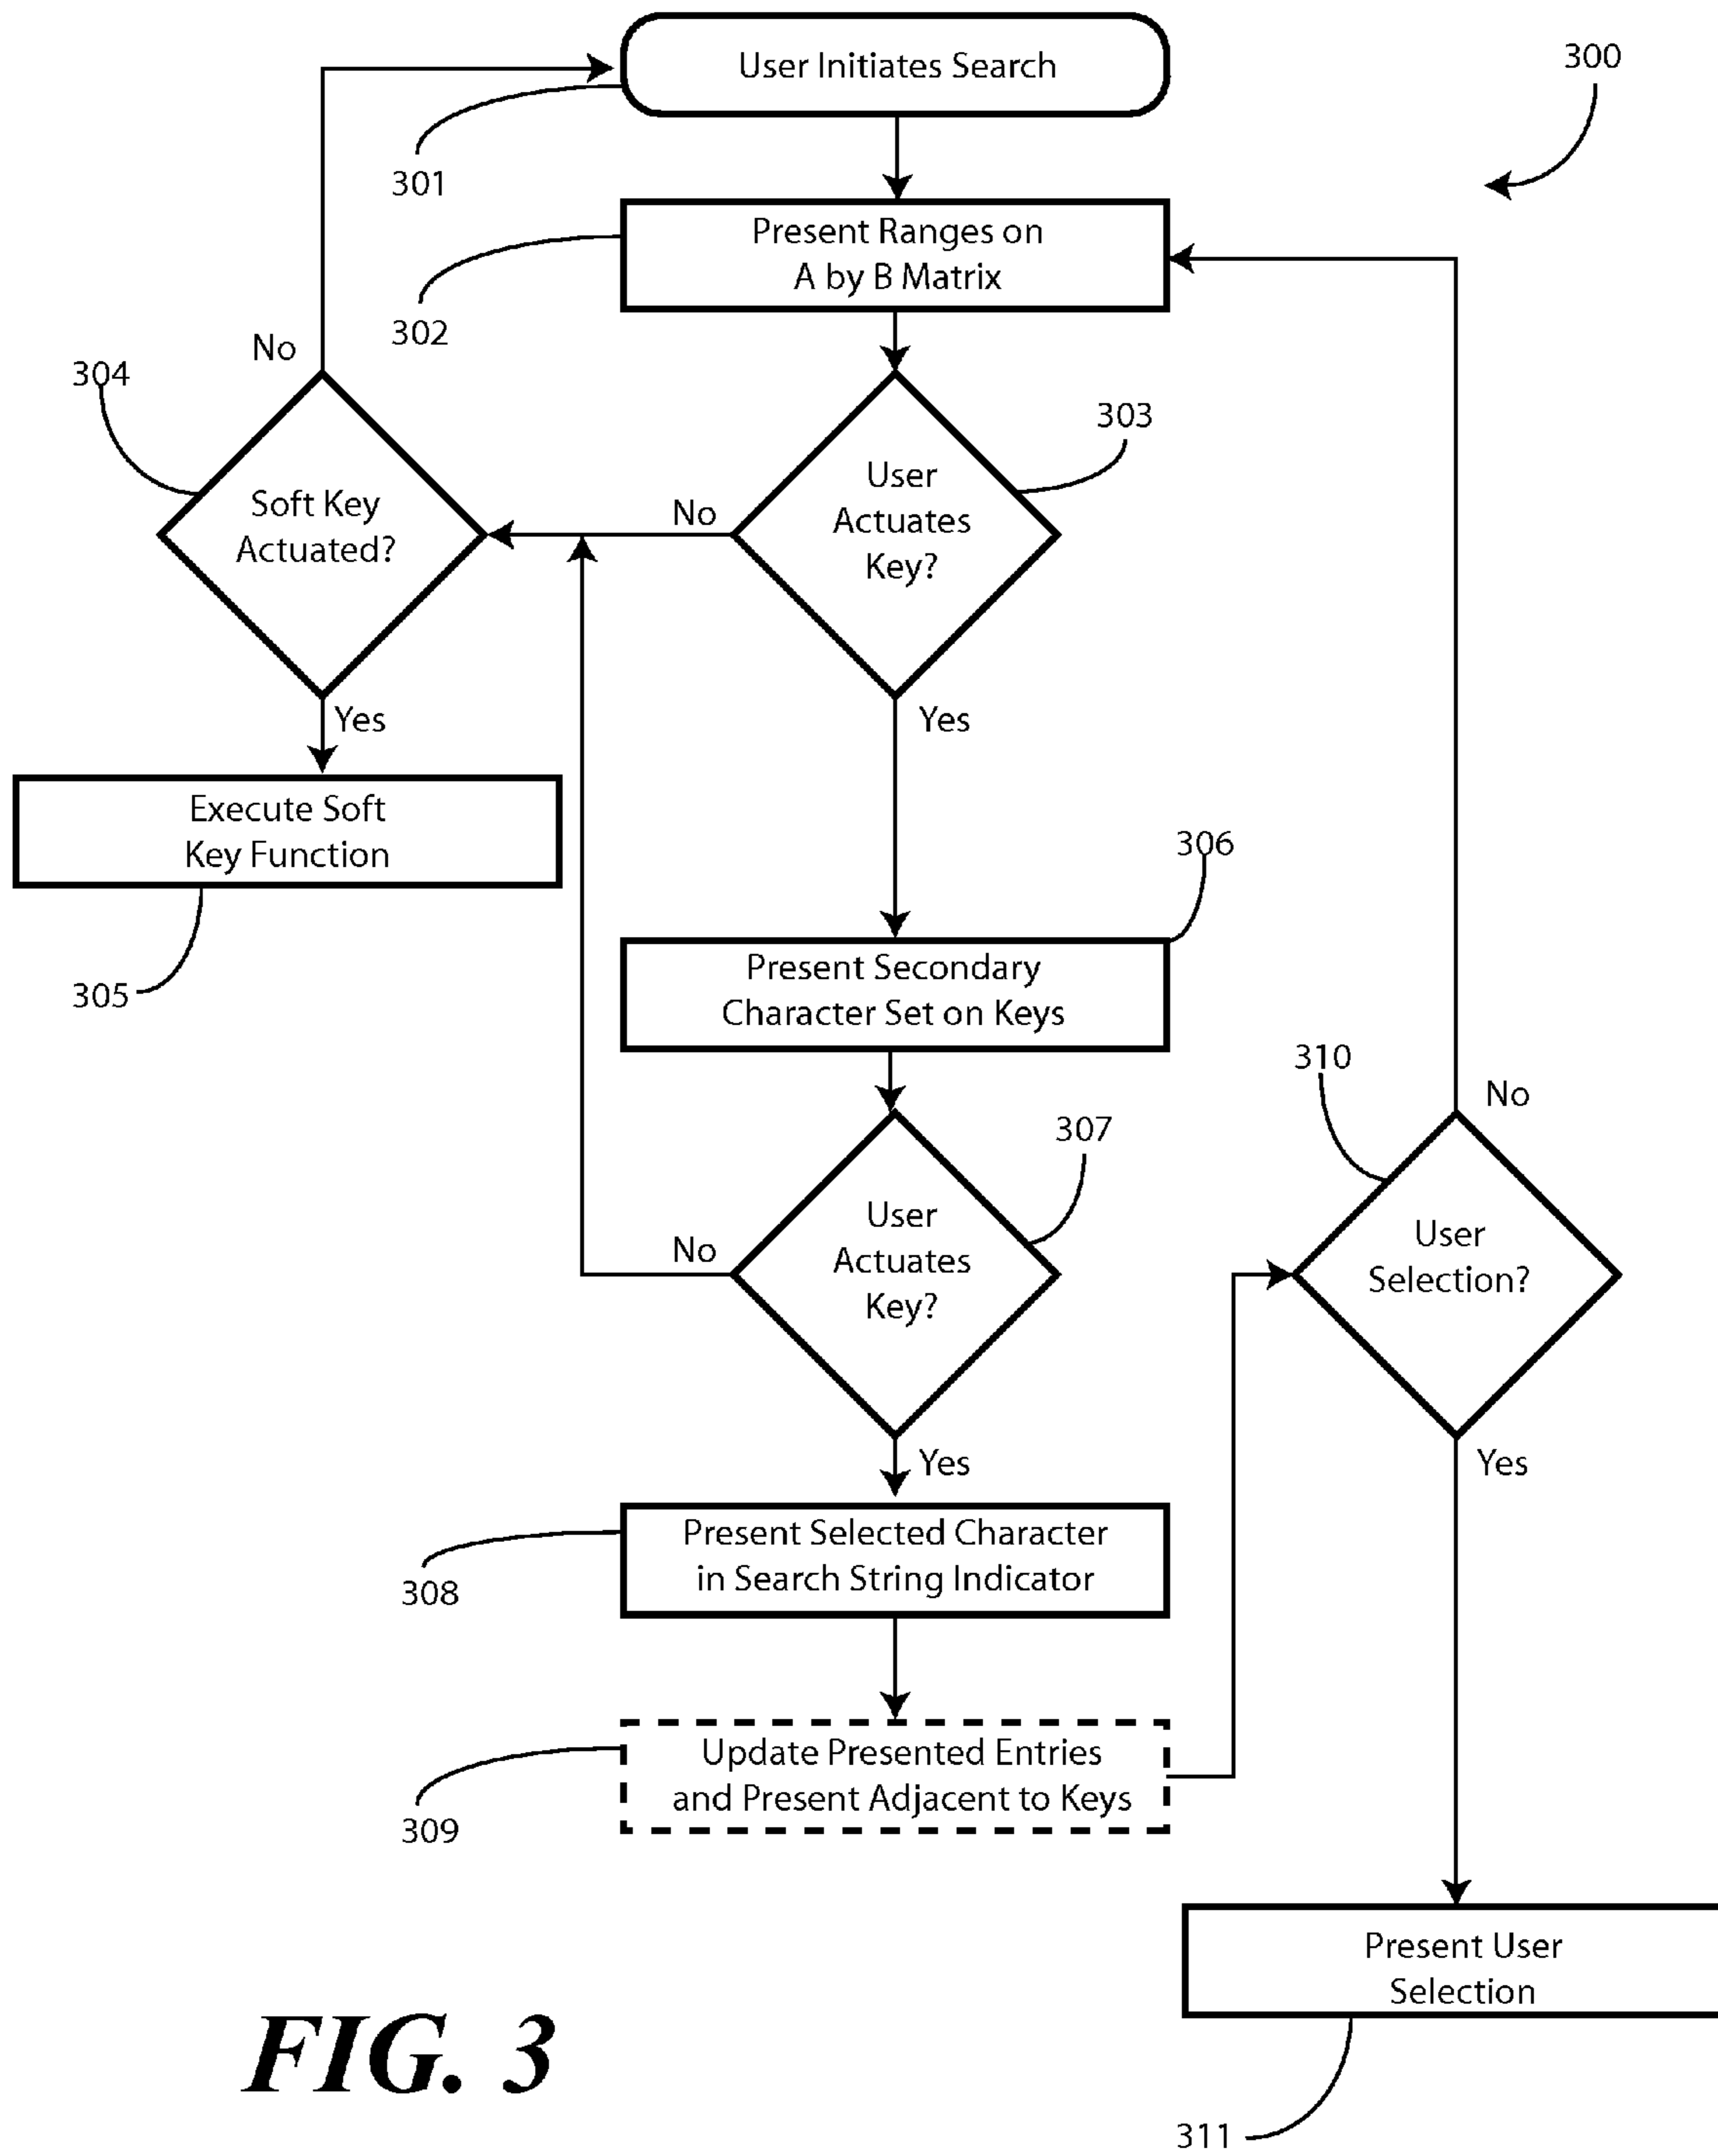 User Initiates Search
300
301
Present Ranges on
A by B Matrix
302
No
304
303
User
Actuates
Key?
No
Soft Key
Actuated?
Yes
Yes
Execute Soft
Key Function
305
306
Present Secondary
Character Set on Keys
310
No
307
User
Actuates
Key?
No
User
Selection?
Yes
Yes
Present Selected Character
in Search String Indicator
308
Update Presented Entries
and Present Adjacent to Keys
309
Present User
Selection
311
FIG. 3